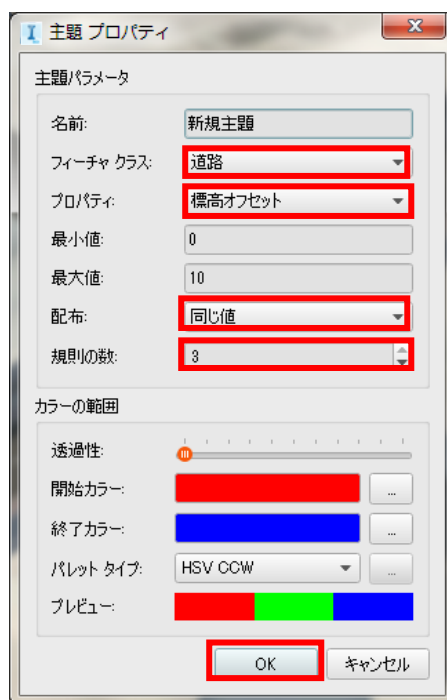 I 主題 プロパティ
主題パラメータ
名前: 新規主題
フィーチャ クラス: 道路
プロパティ: 標高オフセット
最小値: 0
最大値: 10
配布: 同じ値
規則の数: 3
カラーの範囲
透過性:
開始カラー: ...
終了カラー: ...
パレット タイプ: HSV CCW ...
プレビュー:
OK キャンセル